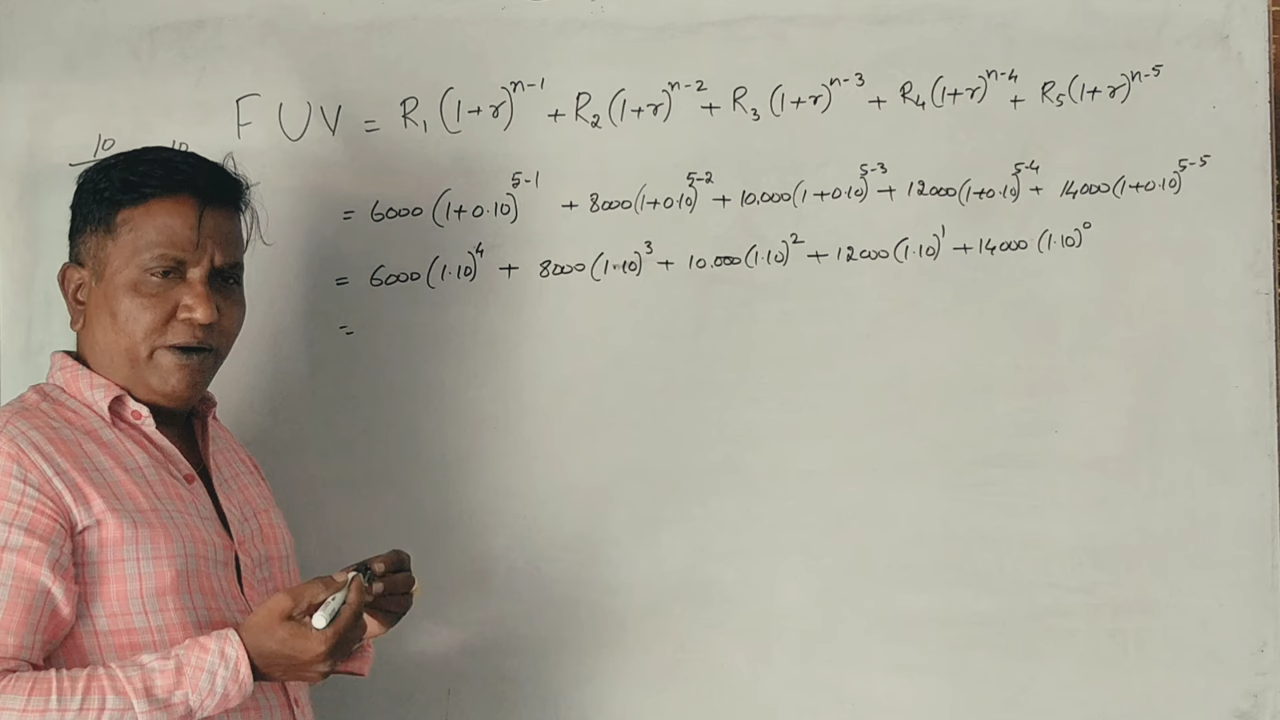 F U V = R₁ (1+r)ⁿ⁻¹ + R₂ (1+r)ⁿ⁻² + R₃ (1+r)ⁿ⁻³ + R₄ (1+r)ⁿ⁻⁴ + R₅ (1+r)ⁿ⁻⁵
10
= 6000 (1+0.10)⁵⁻¹ + 8000 (1+0.10)⁵⁻² + 10.000 (1+0.10)⁵⁻³ + 12000 (1+0.10)⁵⁻⁴ + 14000 (1+0.10)⁵⁻⁵
= 6000 (1.10)⁴ + 8000 (1.10)³ + 10.000 (1.10)² + 12000 (1.10)¹ + 14000 (1.10)⁰
=